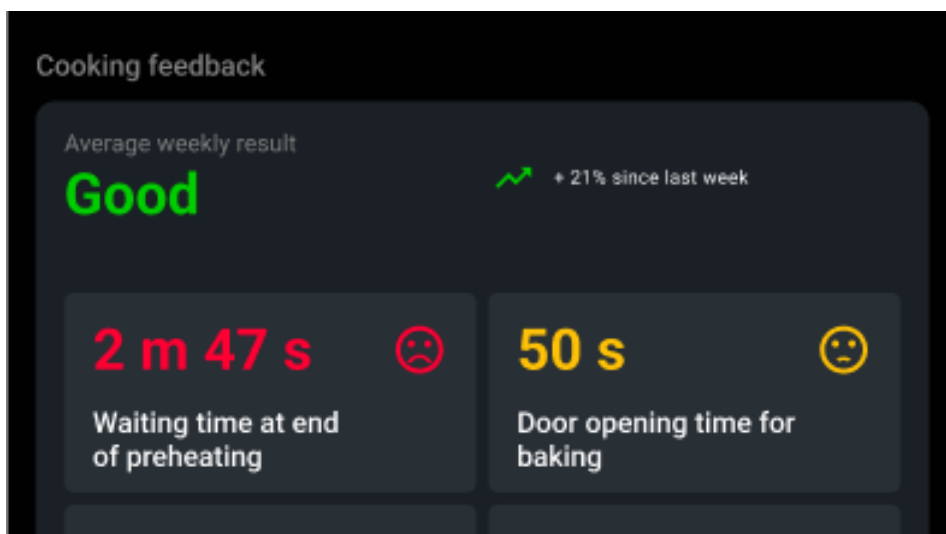 Cooking feedback
Average weekly result
Good
+ 21% since last week
2 m 47 s
Waiting time at end
of preheating
50 s
Door opening time for
baking